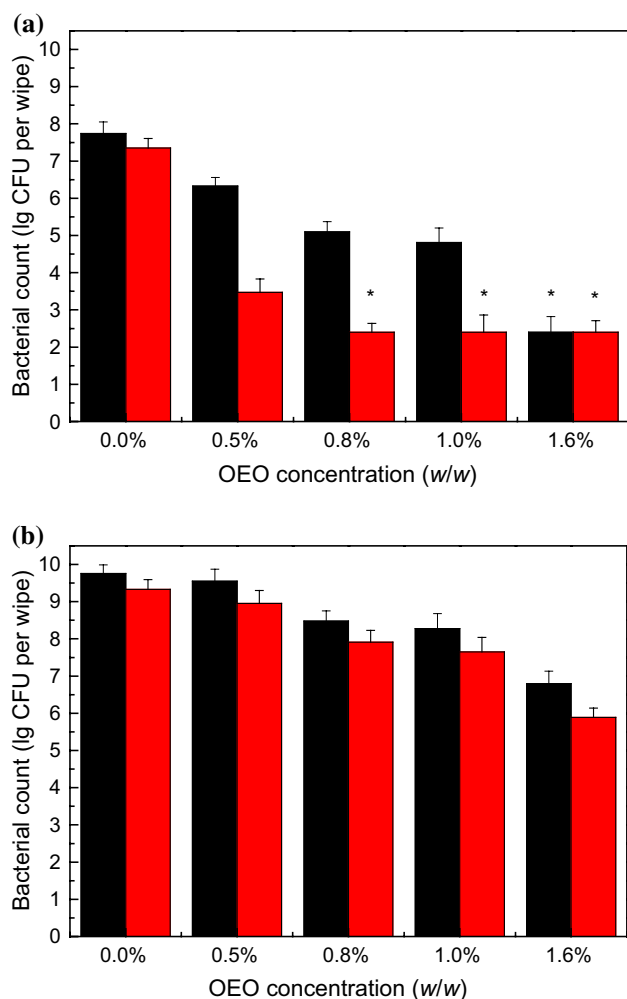 (a)
10
9
8
7
6
5
4
3
2
1
0
Bacterial count (lg CFU per wipe)
* * * *
0.0% 0.5% 0.8% 1.0% 1.6%
OEO concentration (w/w)
(b)
10
9
8
7
6
5
4
3
2
1
0
Bacterial count (lg CFU per wipe)
0.0% 0.5% 0.8% 1.0% 1.6%
OEO concentration (w/w)